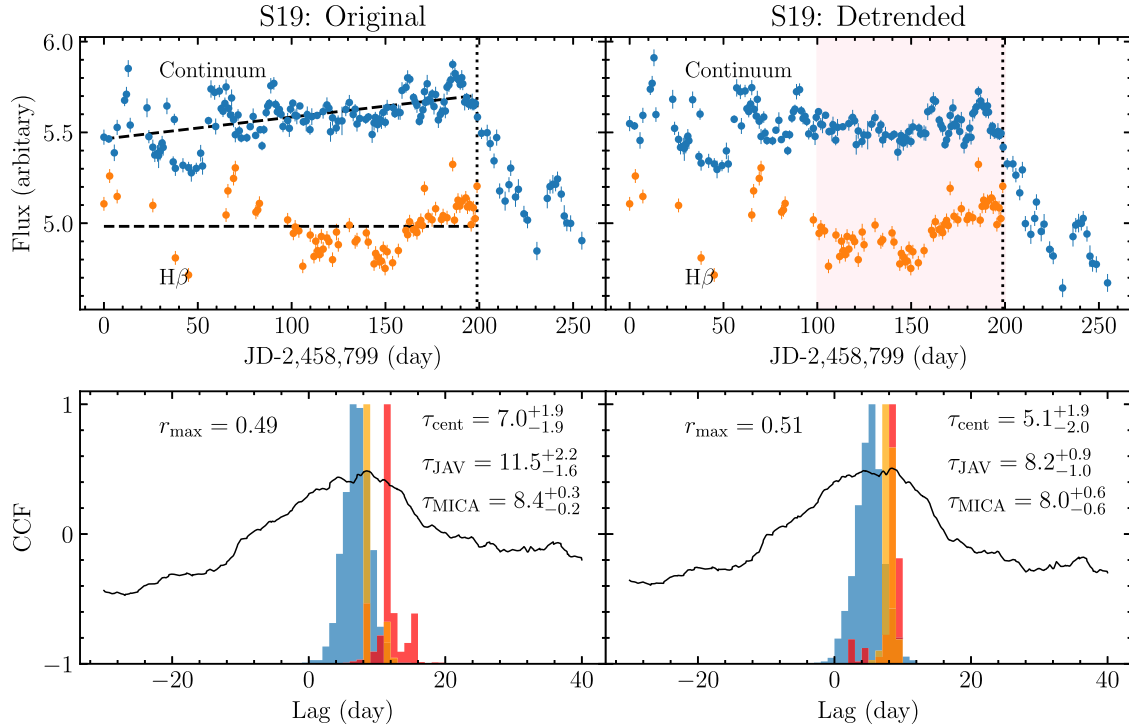 S19: Original
S19: Detrended
6.0
5.5
5.0
Flux (arbitary)
Continuum
Hβ
Continuum
Hβ
0 50 100 150 200 250
0 50 100 150 200 250
JD-2,458,799 (day)
JD-2,458,799 (day)
1
0
−1
CCF
r_max = 0.49
τ_cent = 7.0^{+1.9}_{−1.9}
τ_JAV = 11.5^{+2.2}_{−1.6}
τ_MICA = 8.4^{+0.3}_{−0.2}
r_max = 0.51
τ_cent = 5.1^{+1.9}_{−2.0}
τ_JAV = 8.2^{+0.9}_{−1.0}
τ_MICA = 8.0^{+0.6}_{−0.6}
−20 0 20 40
−20 0 20 40
Lag (day)
Lag (day)